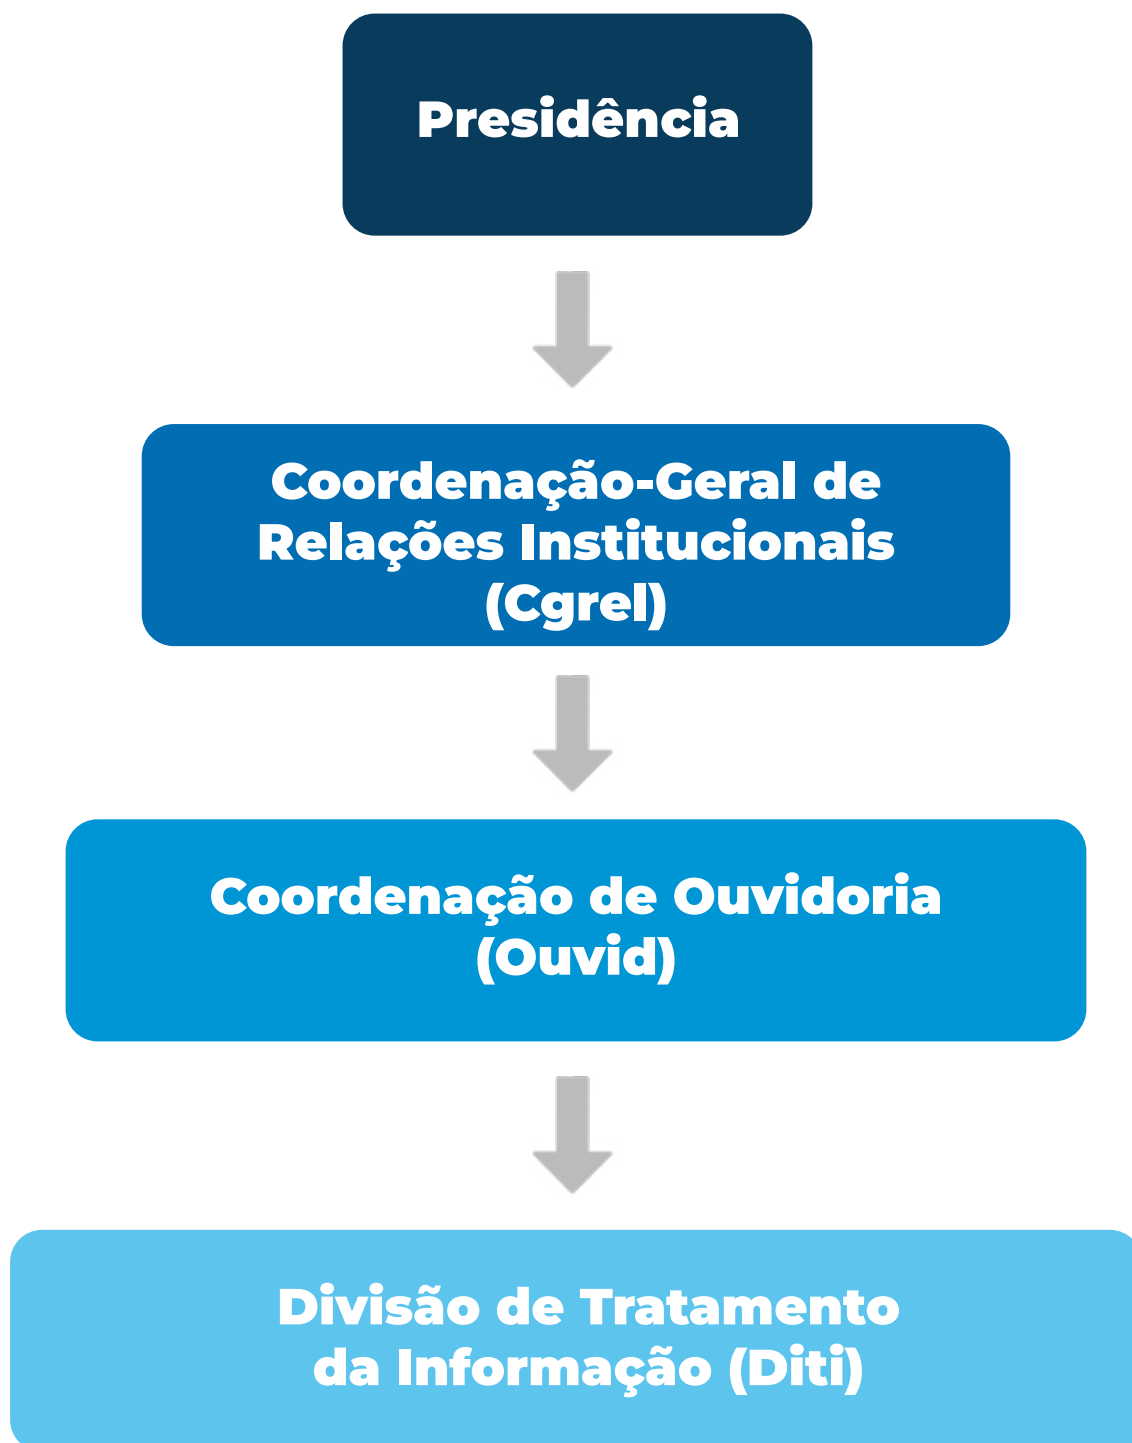 Presidência
Coordenação-Geral de
Relações Institucionais
(Cgrel)
Coordenação de Ouvidoria
(Ouvid)
Divisão de Tratamento
da Informação (Diti)